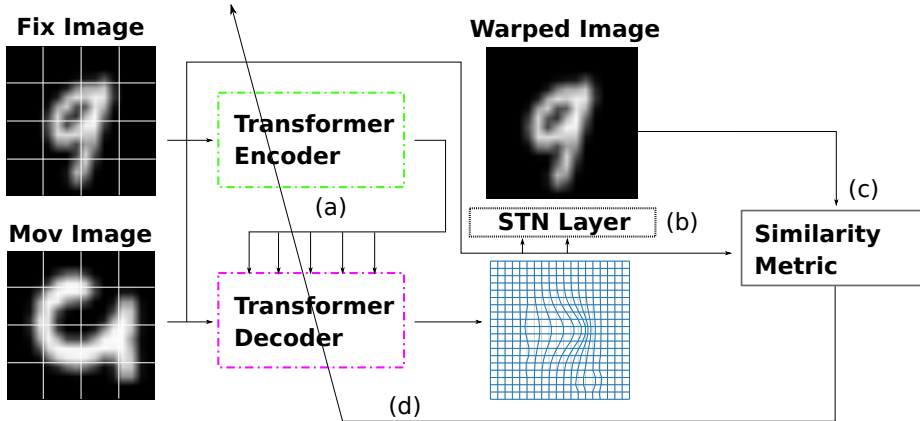 Fix Image
Warped Image
Transformer
Encoder
(a)
(c)
Mov Image
STN Layer
(b)
Similarity
Metric
Transformer
Decoder
(d)